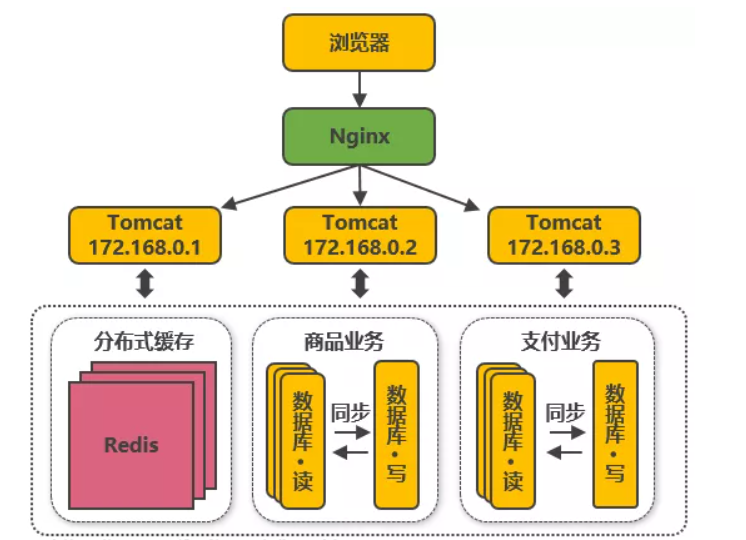 浏览器
Nginx
Tomcat
172.168.0.1
Tomcat
172.168.0.2
Tomcat
172.168.0.3
分布式缓存
Redis
商品业务
数据库·读
同步
数据库·写
支付业务
数据库·读
同步
数据库·写